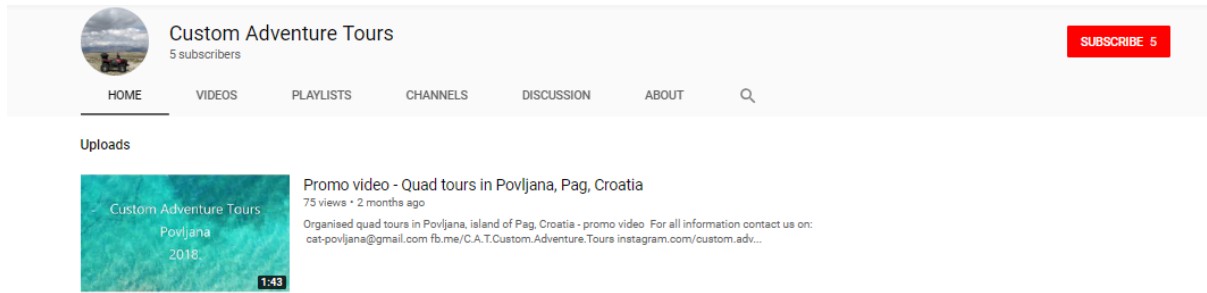 Custom Adventure Tours
5 subscribers
SUBSCRIBE 5
HOME VIDEOS PLAYLISTS CHANNELS DISCUSSION ABOUT
Uploads
Custom Adventure Tours
Povljana
2018.
1:43
Promo video - Quad tours in Povljana, Pag, Croatia
75 views • 2 months ago
Organised quad tours in Povljana, island of Pag, Croatia - promo video For all information contact us on:
cat-povljana@gmail.com fb.me/C.A.T.Custom.Adventure.Tours instagram.com/custom.adv...